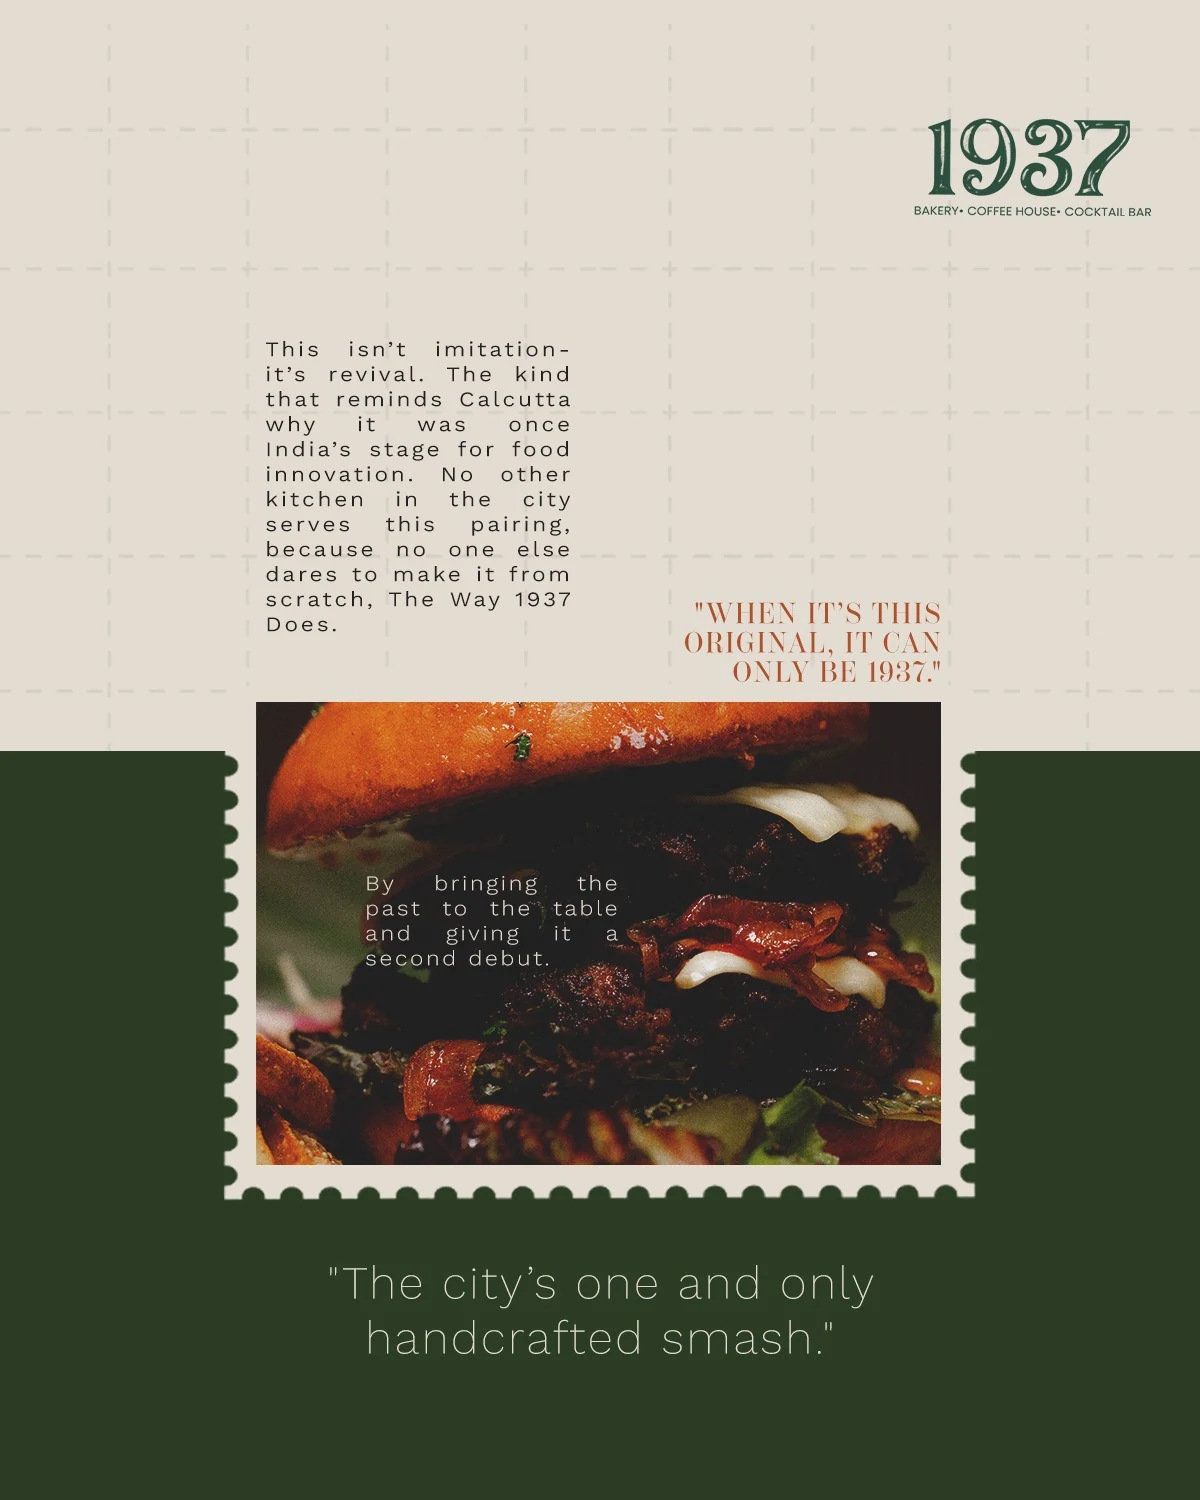 1937
BAKERY• COFFEE HOUSE• COCKTAIL BAR
This isn’t imitation-
it’s revival. The kind
that reminds Calcutta
why it was once
India’s stage for food
innovation. No other
kitchen in the city
serves this pairing,
because no one else
dares to make it from
scratch, The Way 1937
Does.
"WHEN IT’S THIS
ORIGINAL, IT CAN
ONLY BE 1937."
By bringing the
past to the table
and giving it a
second debut.
"The city’s one and only
handcrafted smash."